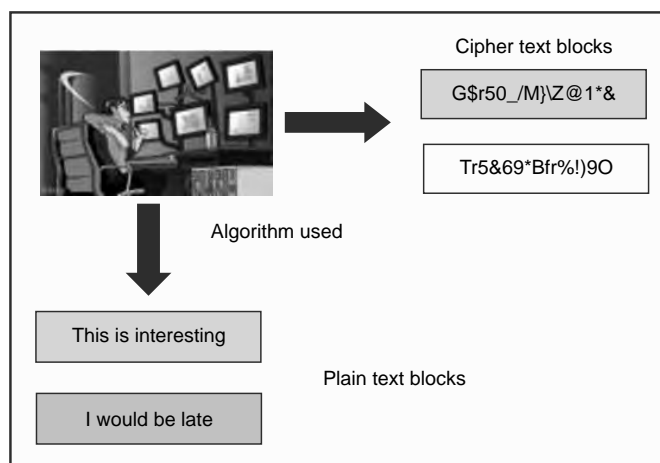 Cipher text blocks
G$r50_/M}\Z@1*&
Tr5&69*Bfr%!)9O
Algorithm used
This is interesting
Plain text blocks
I would be late